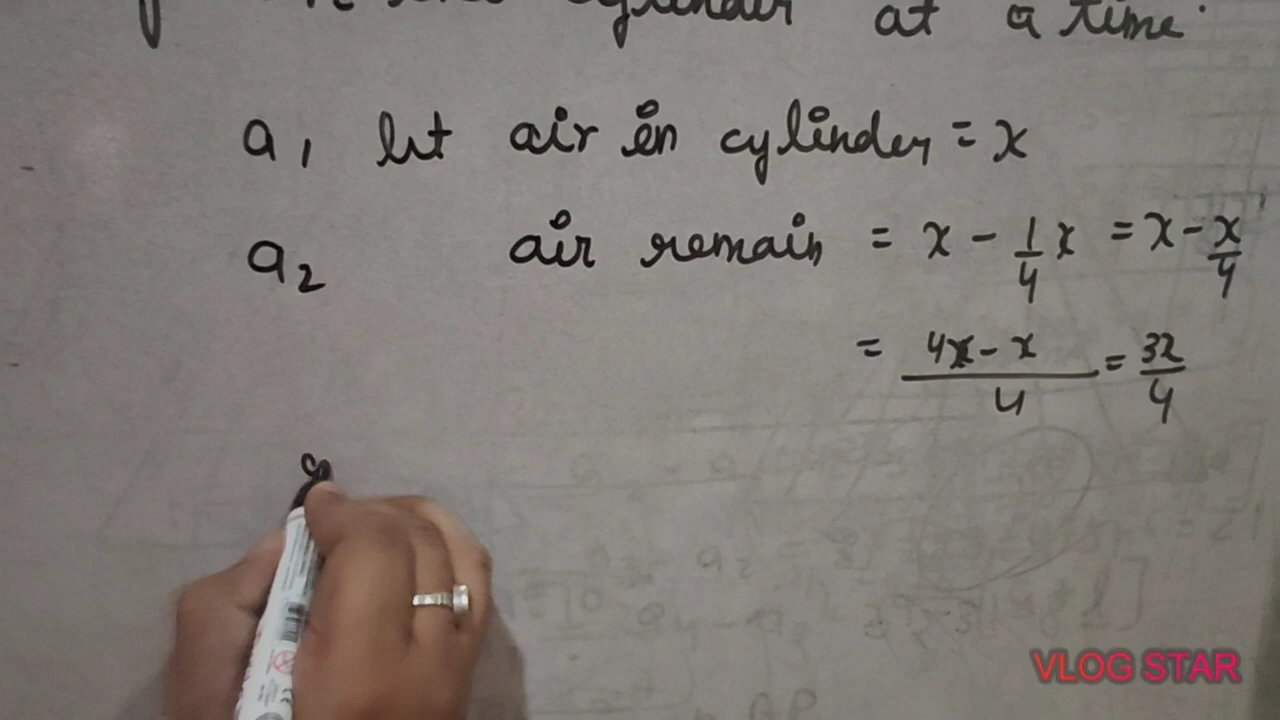 cylinder at a time.
a₁ let air in cylinder = x
a₂ air remain = x - 1/4 x = x - x/4
= 4x - x / 4 = 3x/4
VLOG STAR